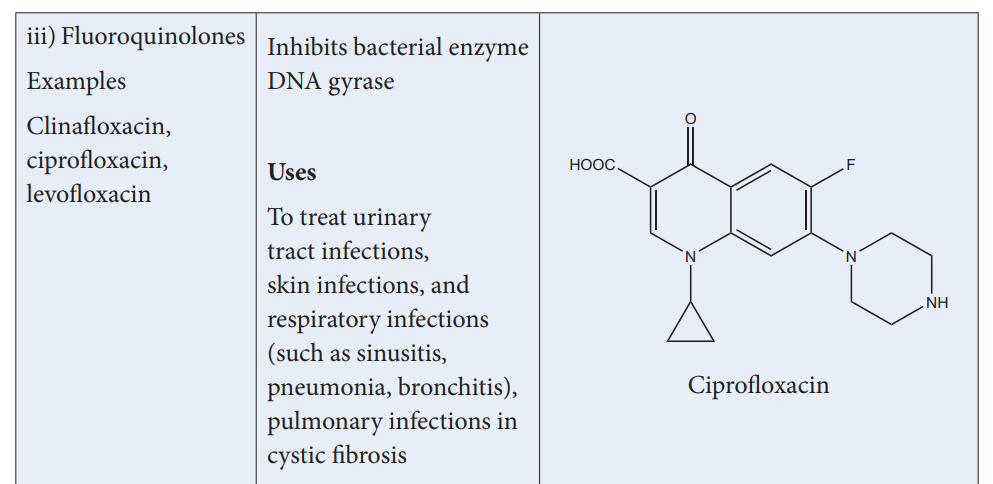 iii) Fluoroquinolones
Examples
Clinafloxacin,
ciprofloxacin,
levofloxacin
Inhibits bacterial enzyme
DNA gyrase
Uses
To treat urinary
tract infections,
skin infections, and
respiratory infections
(such as sinusitis,
pneumonia, bronchitis),
pulmonary infections in
cystic fibrosis
O
HOOC
F
N
N
NH
Ciprofloxacin